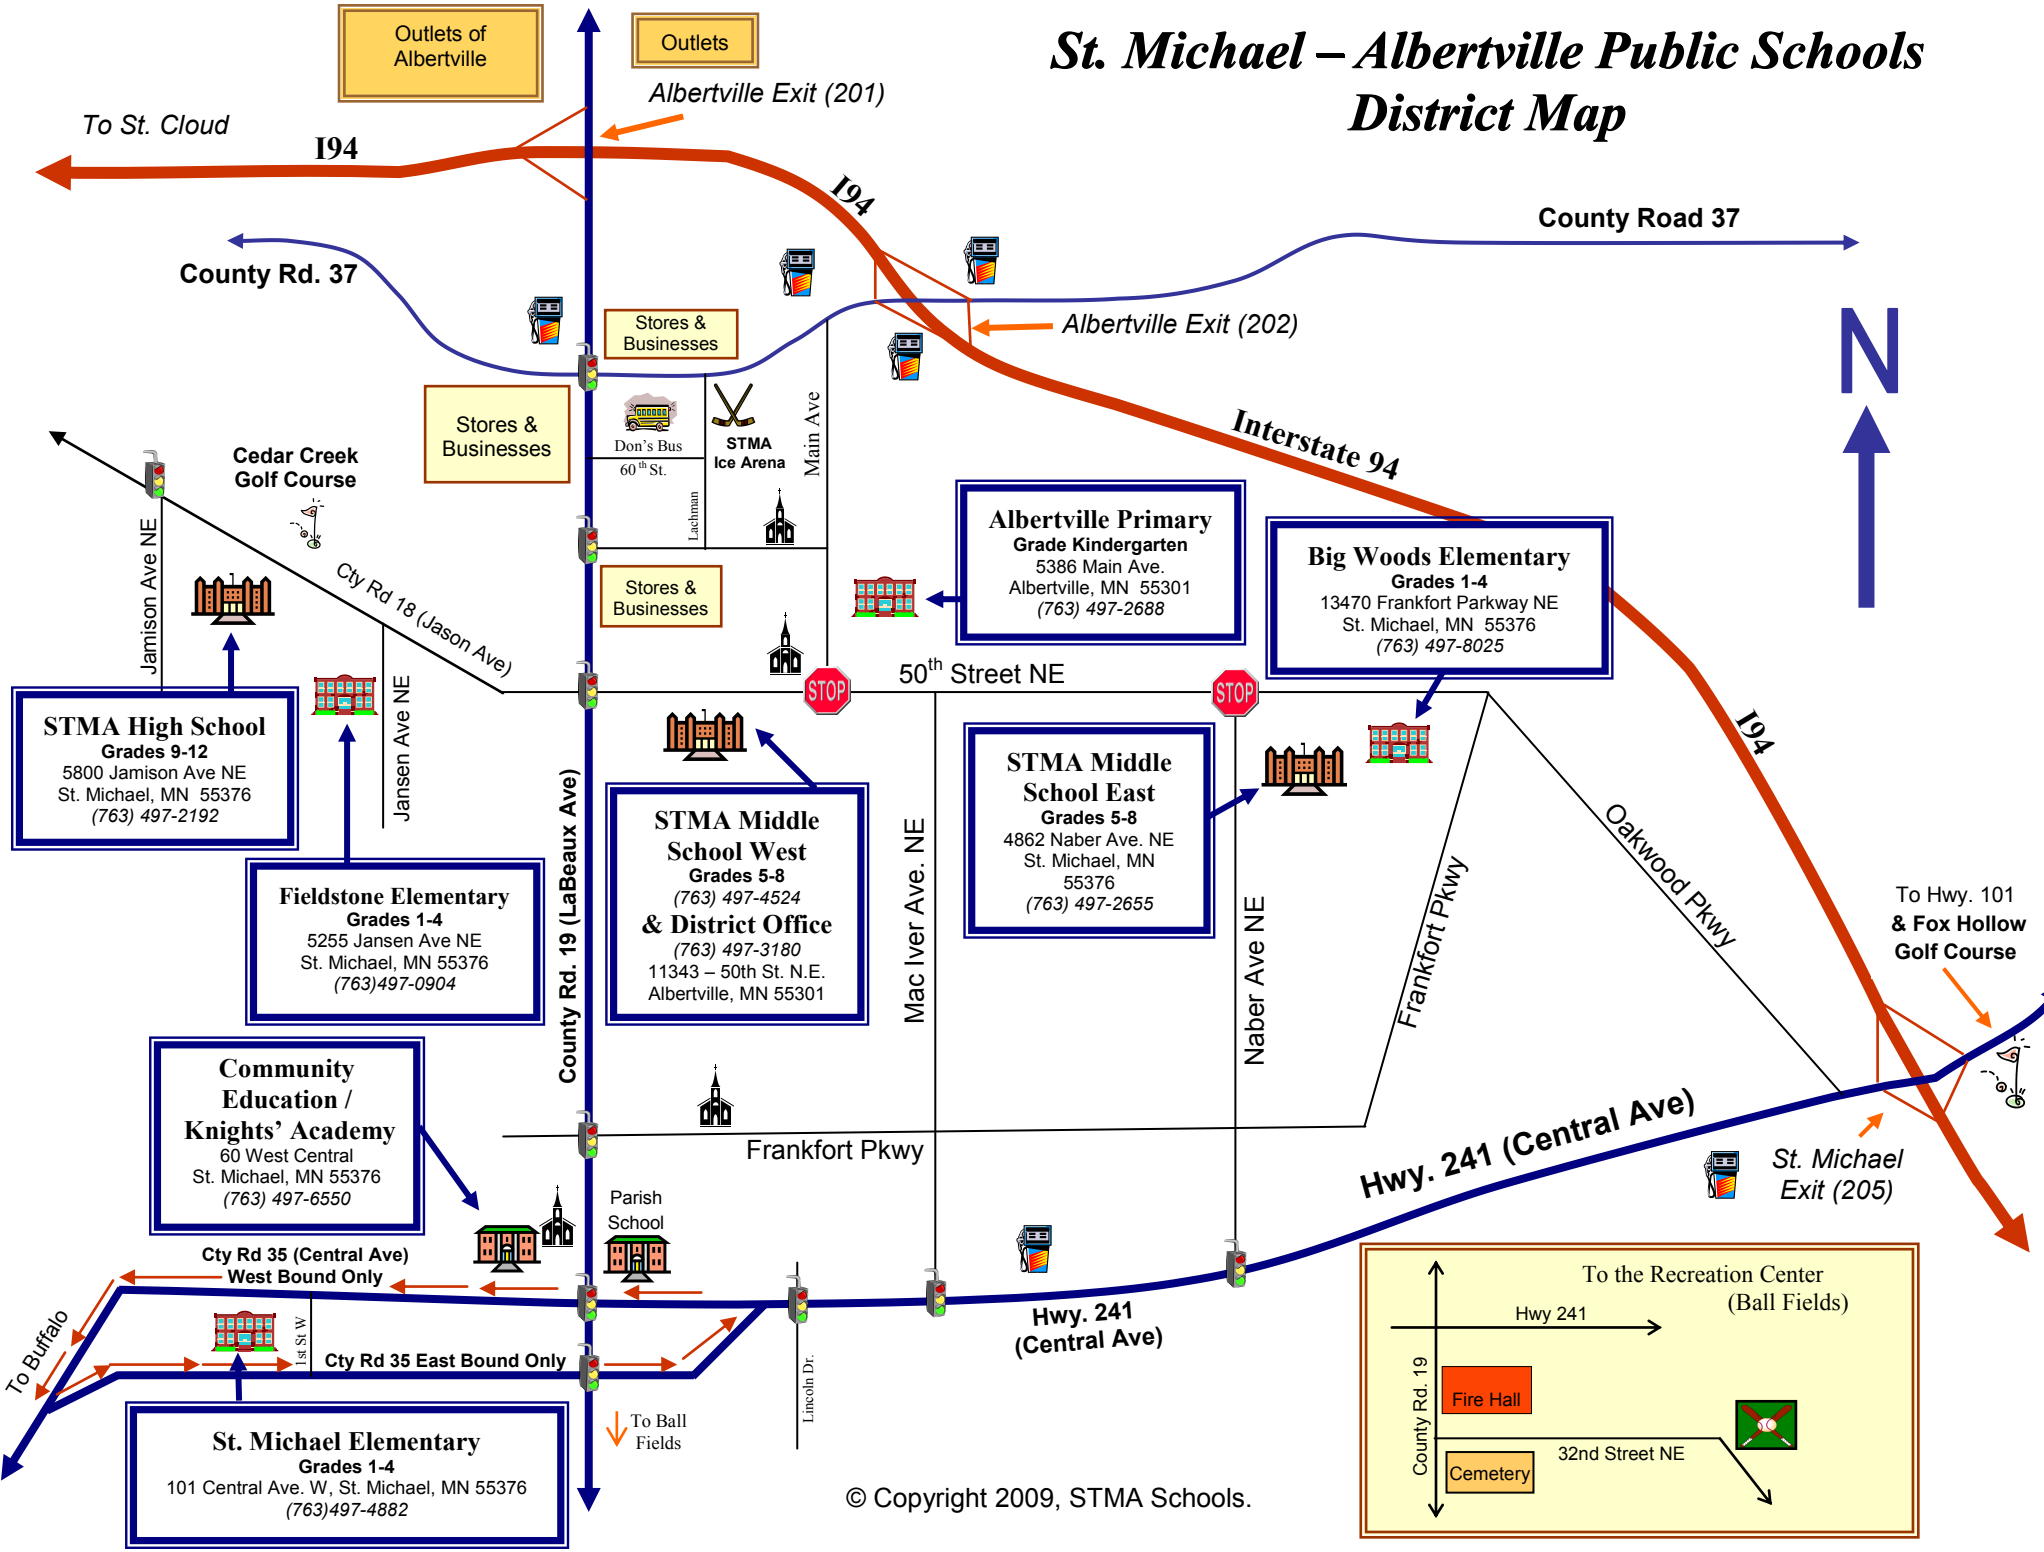 St. Michael – Albertville Public Schools
District Map
Outlets of
Albertville
Outlets
Albertville Exit (201)
To St. Cloud
I94
I94
County Road 37
County Rd. 37
Stores &
Businesses
Albertville Exit (202)
N
Stores &
Businesses
Don's Bus
60 th St.
STMA
Ice Arena
Main Ave
Lachman
Interstate 94
Cedar Creek
Golf Course
Jamison Ave NE
Cty Rd 18 (Jason Ave)
Stores &
Businesses
Albertville Primary
Grade Kindergarten
5386 Main Ave.
Albertville, MN  55301
(763) 497-2688
Big Woods Elementary
Grades 1-4
13470 Frankfort Parkway NE
St. Michael, MN  55376
(763) 497-8025
50th Street NE
STOP
STOP
STMA High School
Grades 9-12
5800 Jamison Ave NE
St. Michael, MN  55376
(763) 497-2192
Jansen Ave NE
I94
STMA Middle
School West
Grades 5-8
(763) 497-4524
& District Office
(763) 497-3180
11343 – 50th St. N.E.
Albertville, MN 55301
STMA Middle
School East
Grades 5-8
4862 Naber Ave. NE
St. Michael, MN
55376
(763) 497-2655
Fieldstone Elementary
Grades 1-4
5255 Jansen Ave NE
St. Michael, MN 55376
(763)497-0904
County Rd. 19 (LaBeaux Ave)
Mac Iver Ave. NE
Naber Ave NE
Frankfort Pkwy
Oakwood Pkwy
To Hwy. 101
& Fox Hollow
Golf Course
Community
Education /
Knights' Academy
60 West Central
St. Michael, MN 55376
(763) 497-6550
Frankfort Pkwy
Hwy. 241 (Central Ave)
St. Michael
Exit (205)
Parish
School
Cty Rd 35 (Central Ave)
West Bound Only
To Buffalo
1st St W
Cty Rd 35 East Bound Only
Hwy. 241
(Central Ave)
Lincoln Dr.
To Ball
Fields
St. Michael Elementary
Grades 1-4
101 Central Ave. W, St. Michael, MN 55376
(763)497-4882
To the Recreation Center
(Ball Fields)
Hwy 241
County Rd. 19
Fire Hall
32nd Street NE
Cemetery
© Copyright 2009, STMA Schools.